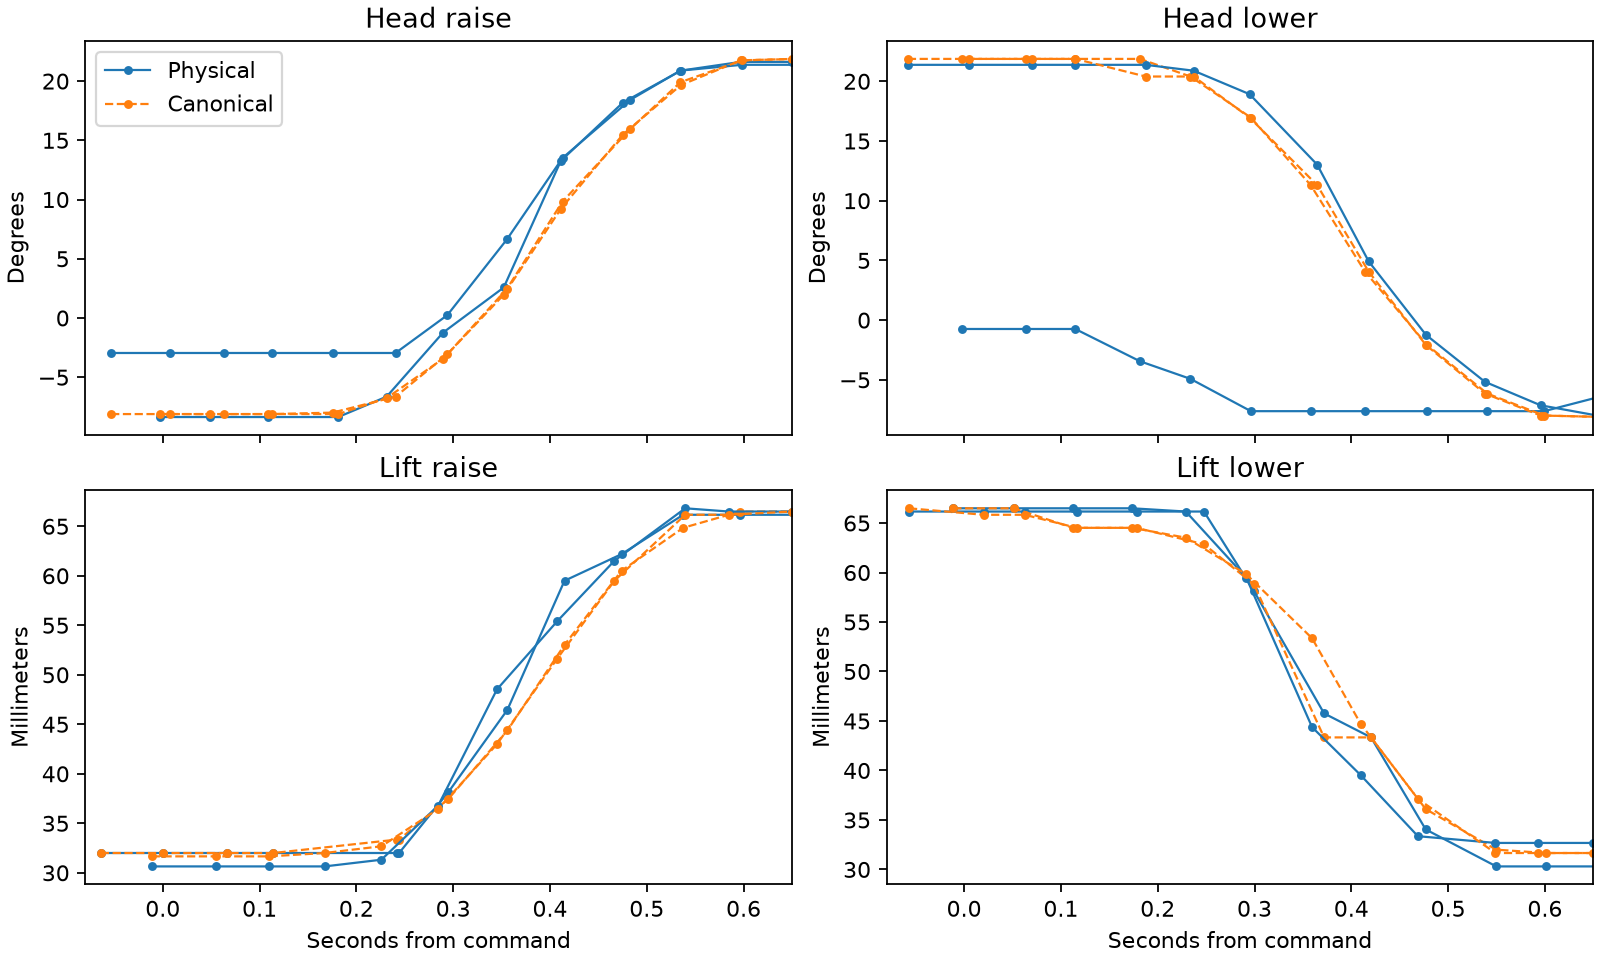 Head raise
Head lower
Physical
Canonical
Degrees
20
15
10
5
0
−5
Degrees
20
15
10
5
0
−5
Lift raise
Lift lower
Millimeters
65
60
55
50
45
40
35
30
Millimeters
65
60
55
50
45
40
35
30
0.0 0.1 0.2 0.3 0.4 0.5 0.6
0.0 0.1 0.2 0.3 0.4 0.5 0.6
Seconds from command
Seconds from command